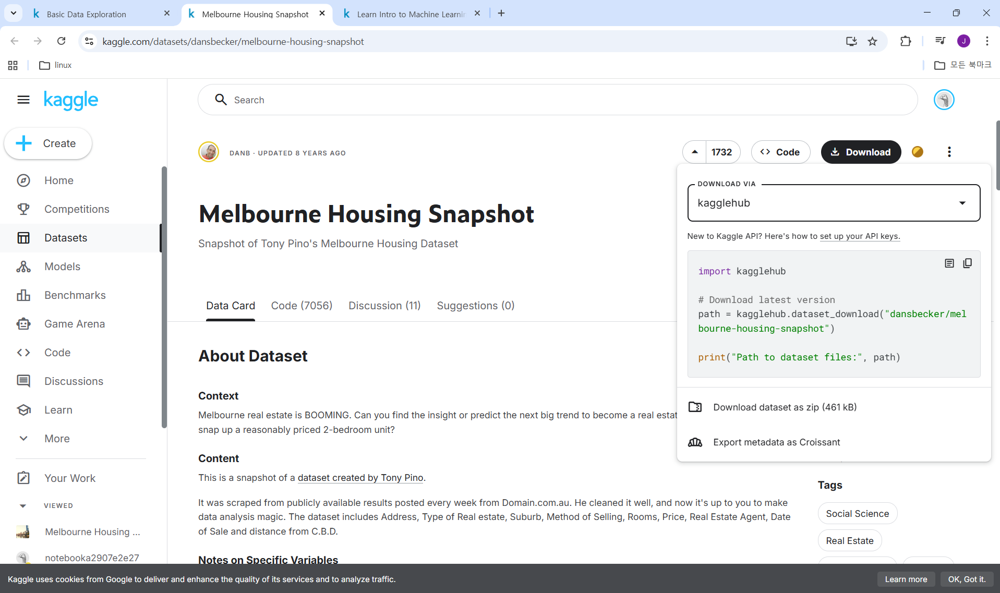 Basic Data Exploration
Melbourne Housing Snapshot
Learn Intro to Machine Learnin
kaggle.com/datasets/dansbecker/melbourne-housing-snapshot
J
linux
모든 북마크
kaggle
Search
Create
DANB · UPDATED 8 YEARS AGO
1732
Code
Download
Home
Competitions
Datasets
Models
Benchmarks
Game Arena
Code
Discussions
Learn
More
Your Work
VIEWED
Melbourne Housing ...
notebooka2907e2e27
Melbourne Housing Snapshot
Snapshot of Tony Pino's Melbourne Housing Dataset
Data Card
Code (7056)
Discussion (11)
Suggestions (0)
About Dataset
Context
Melbourne real estate is BOOMING. Can you find the insight or predict the next big trend to become a real estat
snap up a reasonably priced 2-bedroom unit?
Content
This is a snapshot of a dataset created by Tony Pino.
It was scraped from publicly available results posted every week from Domain.com.au. He cleaned it well, and now it's up to you to make
data analysis magic. The dataset includes Address, Type of Real estate, Suburb, Method of Selling, Rooms, Price, Real Estate Agent, Date
of Sale and distance from C.B.D.
Notes on Specific Variables
DOWNLOAD VIA
kagglehub
New to Kaggle API? Here's how to set up your API keys.
import kagglehub
# Download latest version
path = kagglehub.dataset_download("dansbecker/mel
bourne-housing-snapshot")
print("Path to dataset files:", path)
Download dataset as zip (461 kB)
Export metadata as Croissant
Tags
Social Science
Real Estate
Kaggle uses cookies from Google to deliver and enhance the quality of its services and to analyze traffic.
Learn more
OK, Got it.